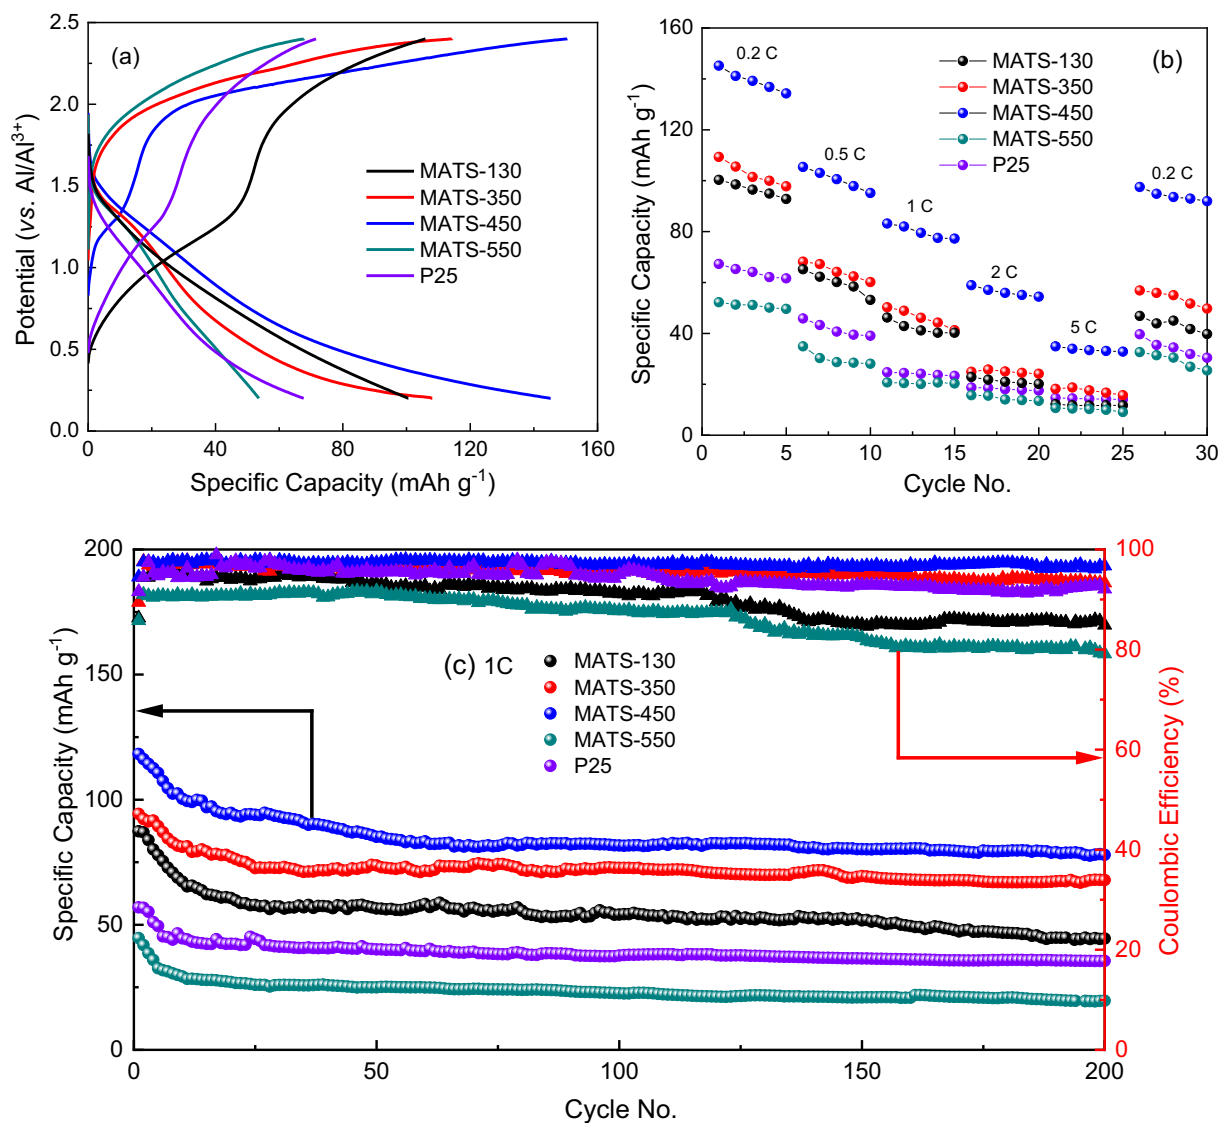 (a)
2.5
2.0
1.5
1.0
0.5
0.0
Potential (vs. Al/Al³⁺)
MATS-130
MATS-350
MATS-450
MATS-550
P25
0
40
80
120
160
Specific Capacity (mAh g⁻¹)
(b)
160
120
80
40
0
Specific Capacity (mAh g⁻¹)
MATS-130
MATS-350
MATS-450
MATS-550
P25
0.2 C
0.5 C
1 C
2 C
5 C
0.2 C
0
5
10
15
20
25
30
Cycle No.
200
150
100
50
0
Specific Capacity (mAh g⁻¹)
(c) 1C
MATS-130
MATS-350
MATS-450
MATS-550
P25
100
80
60
40
20
0
Coulombic Efficiency (%)
0
50
100
150
200
Cycle No.